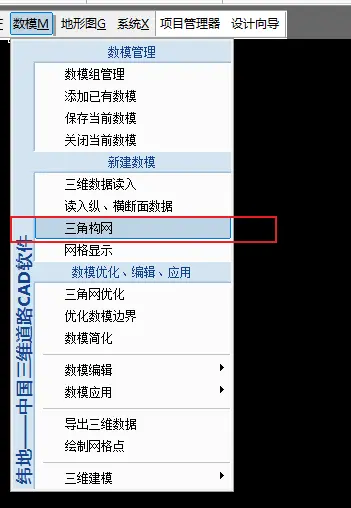 数模M 地形图G 系统X 项目管理器 设计向导
数模管理
数模组管理
添加已有数模
保存当前数模
关闭当前数模
新建数模
三维数据读入
读入纵、横断面数据
三角构网
网格显示
数模优化、编辑、应用
三角网优化
优化数模边界
数模简化
数模编辑
数模应用
导出三维数据
绘制网格点
三维建模
纬地——中国三维道路CAD软件